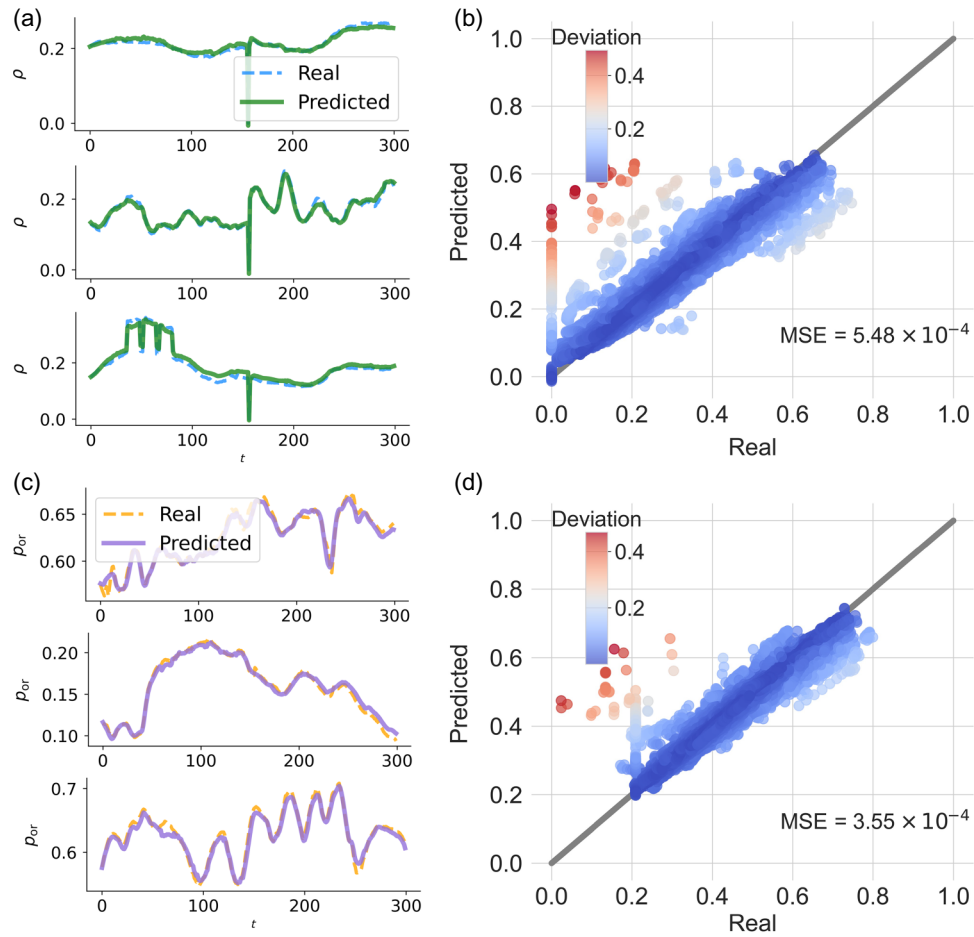 (a)
0.2
0.0
ρ
Real
Predicted
0
100
200
300
0.2
0.0
ρ
0
100
200
300
0.2
0.0
ρ
0
100
200
300
t
(b)
Deviation
0.4
0.2
1.0
0.8
0.6
0.4
0.2
0.0
Predicted
MSE = 5.48 × 10⁻⁴
0.0
0.2
0.4
0.6
0.8
1.0
Real
(c)
0.65
0.60
p_or
Real
Predicted
0
100
200
300
0.20
0.15
0.10
p_or
0
100
200
300
0.7
0.6
p_or
0
100
200
300
t
(d)
Deviation
0.4
0.2
1.0
0.8
0.6
0.4
0.2
0.0
Predicted
MSE = 3.55 × 10⁻⁴
0.0
0.2
0.4
0.6
0.8
1.0
Real